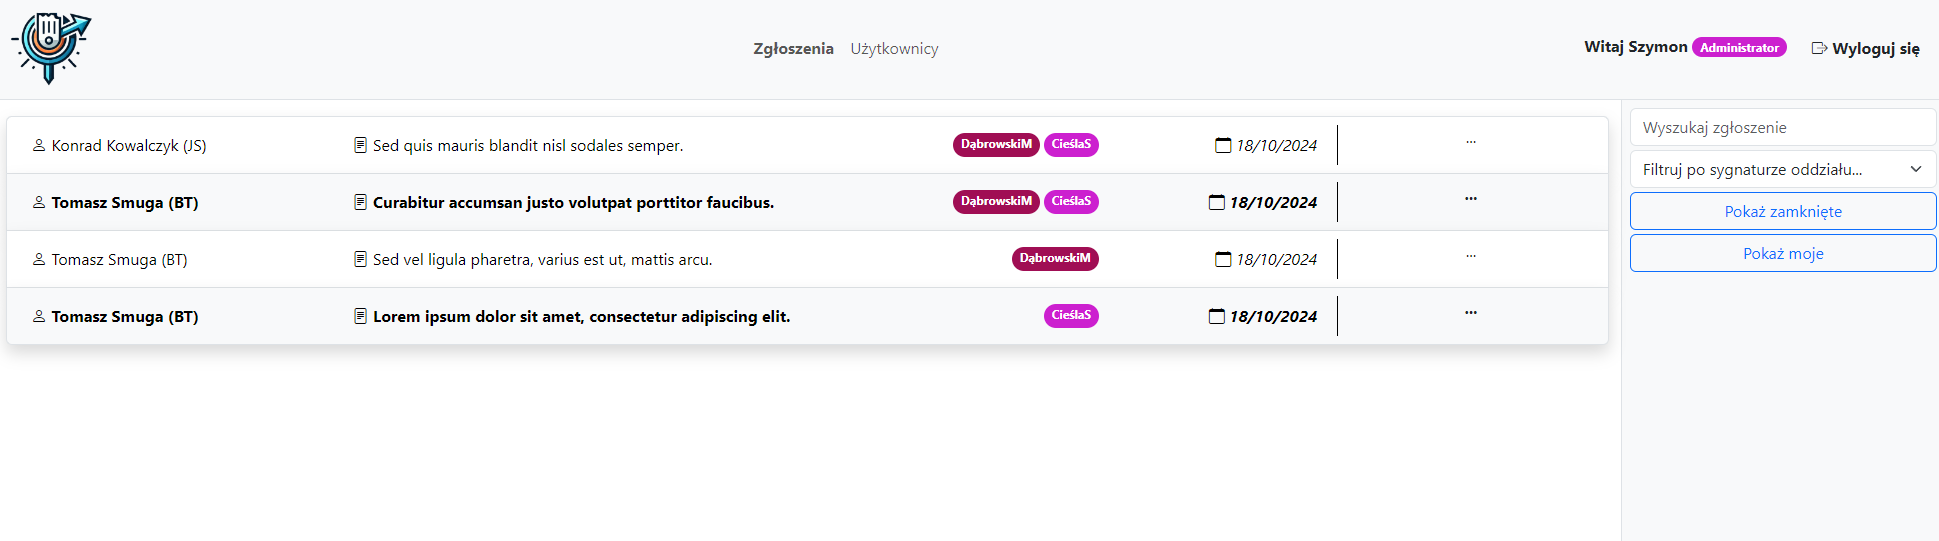 Zgłoszenia Użytkownicy Witaj Szymon Administrator Wyloguj się
Konrad Kowalczyk (JS) Sed quis mauris blandit nisl sodales semper. DąbrowskiM CieślaS 18/10/2024 ...
Tomasz Smuga (BT) Curabitur accumsan justo volutpat porttitor faucibus. DąbrowskiM CieślaS 18/10/2024 ...
Tomasz Smuga (BT) Sed vel ligula pharetra, varius est ut, mattis arcu. DąbrowskiM 18/10/2024 ...
Tomasz Smuga (BT) Lorem ipsum dolor sit amet, consectetur adipiscing elit. CieślaS 18/10/2024 ...
Wyszukaj zgłoszenie
Filtruj po sygnaturze oddziału...
Pokaż zamknięte
Pokaż moje